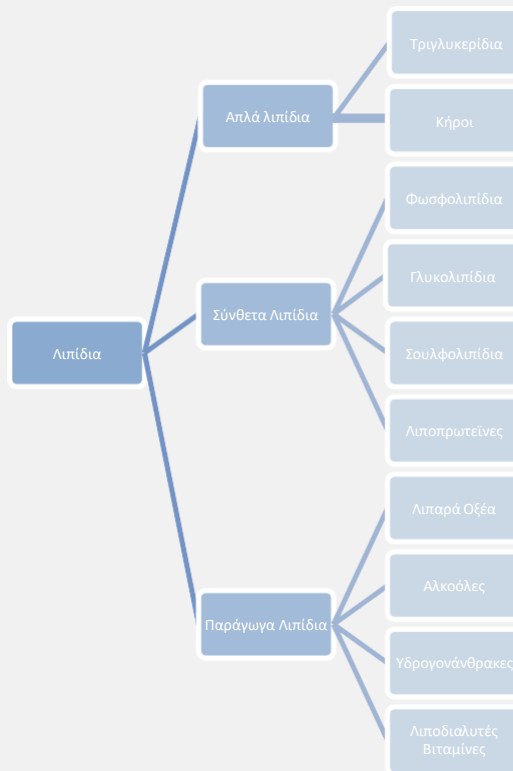 Λιπίδια
Απλά λιπίδια
Τριγλυκερίδια
Κήροι
Σύνθετα Λιπίδια
Φωσφολιπίδια
Γλυκολιπίδια
Σουλφολιπίδια
Λιποπρωτεΐνες
Παράγωγα Λιπίδια
Λιπαρά Οξέα
Αλκοόλες
Υδρογονάνθρακες
Λιποδιαλυτές
Βιταμίνες